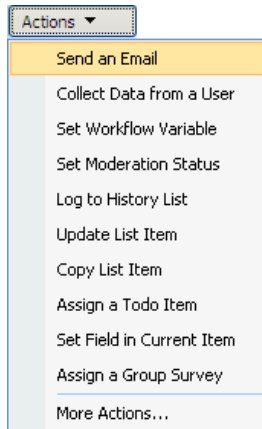 Actions
Send an Email
Collect Data from a User
Set Workflow Variable
Set Moderation Status
Log to History List
Update List Item
Copy List Item
Assign a Todo Item
Set Field in Current Item
Assign a Group Survey
More Actions...